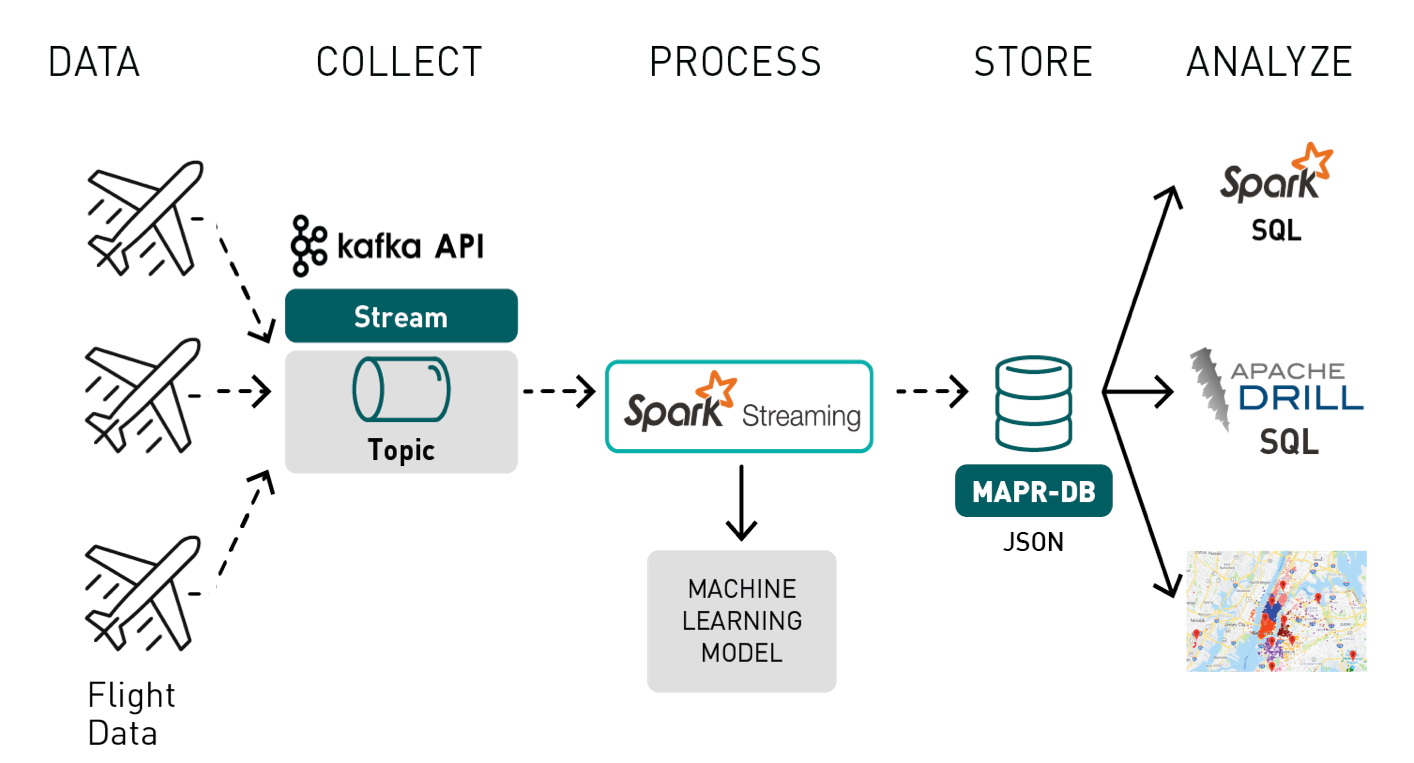 DATA
COLLECT
PROCESS
STORE
ANALYZE
Spark
SQL
kafka API
Stream
Topic
Spark Streaming
APACHE
DRILL
SQL
MAPR-DB
JSON
MACHINE
LEARNING
MODEL
Flight
Data